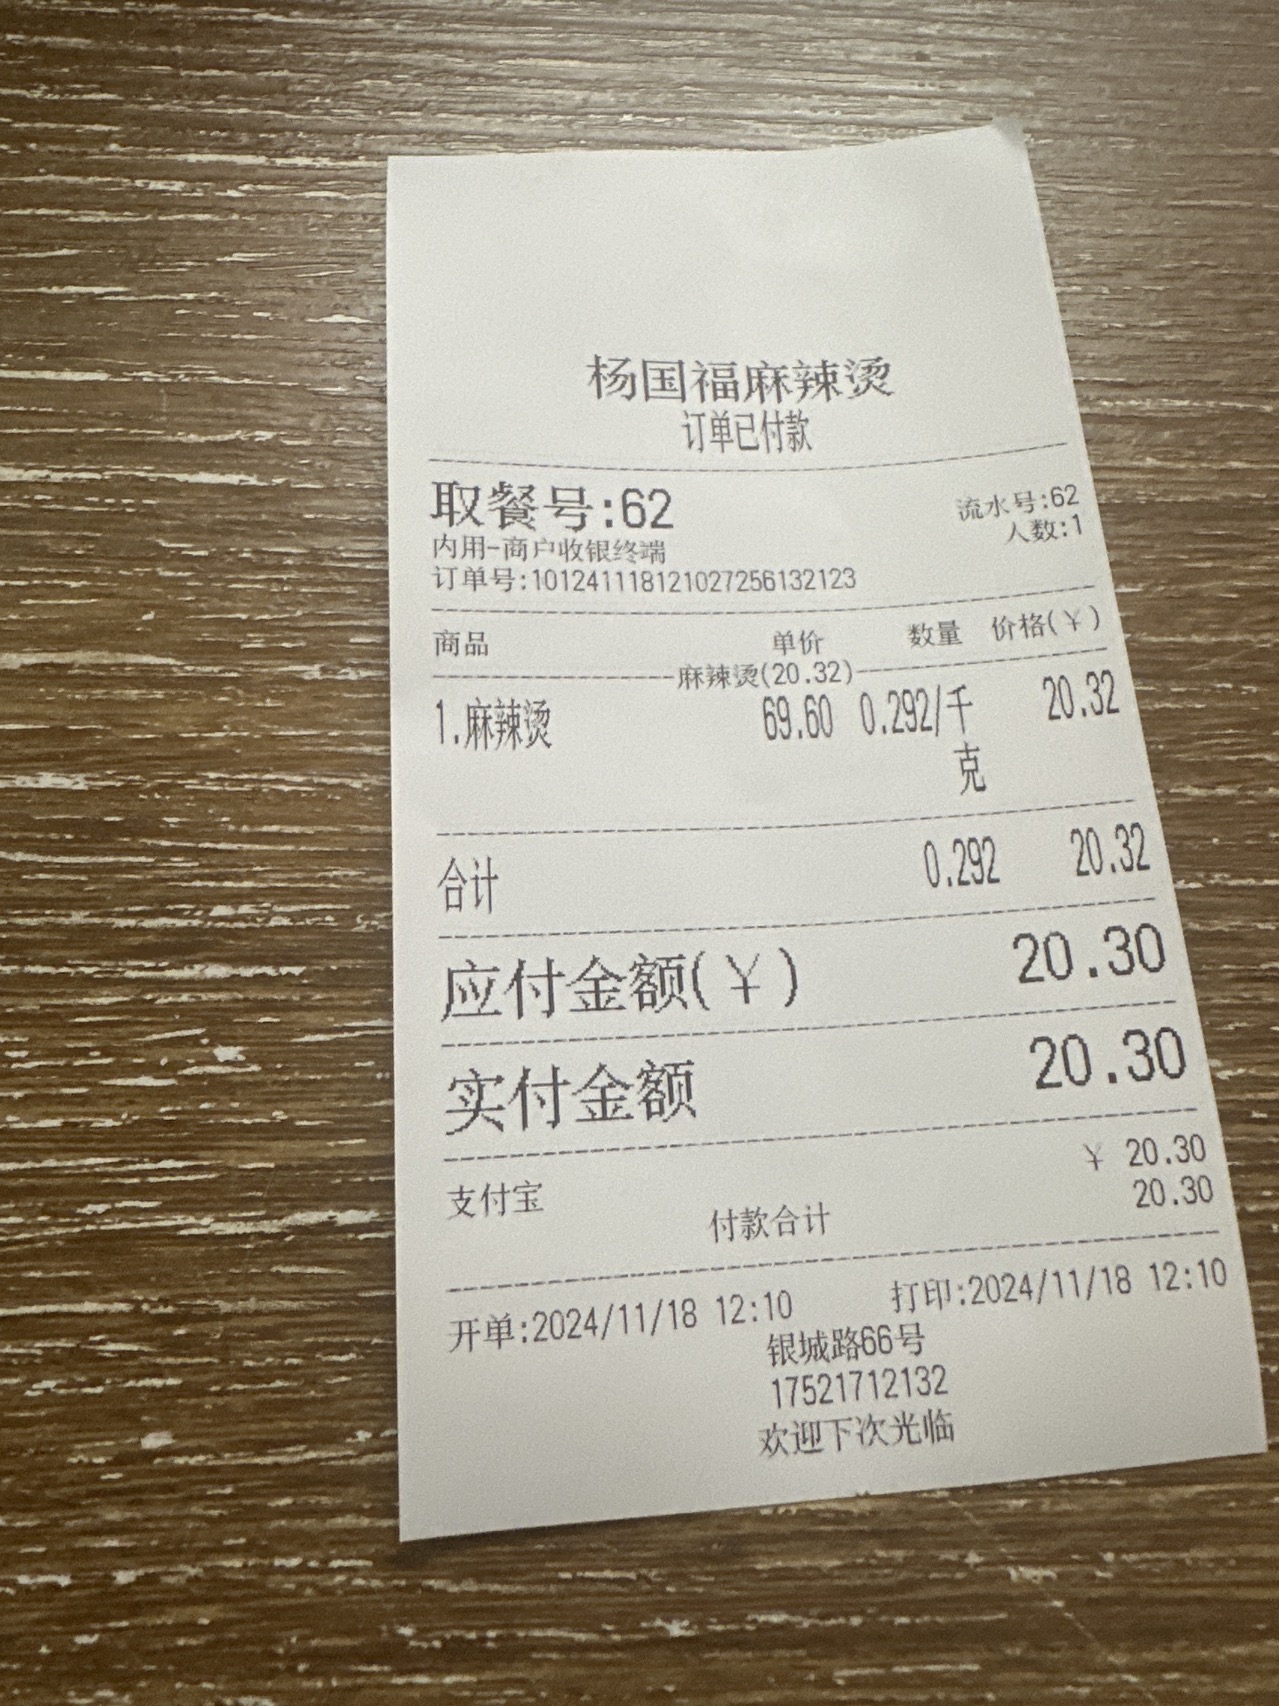 杨国福麻辣烫
订单已付款
取餐号:62 流水号:62
内用-商户收银终端 人数:1
订单号:101241118121027256132123
商品 单价 数量 价格(¥)
麻辣烫(20.32)
1.麻辣烫 69.60 0.292/千克 20.32
合计 0.292 20.32
应付金额(¥) 20.30
实付金额 20.30
支付宝 ¥ 20.30
付款合计 20.30
开单:2024/11/18 12:10 打印:2024/11/18 12:10
银城路66号
17521712132
欢迎下次光临